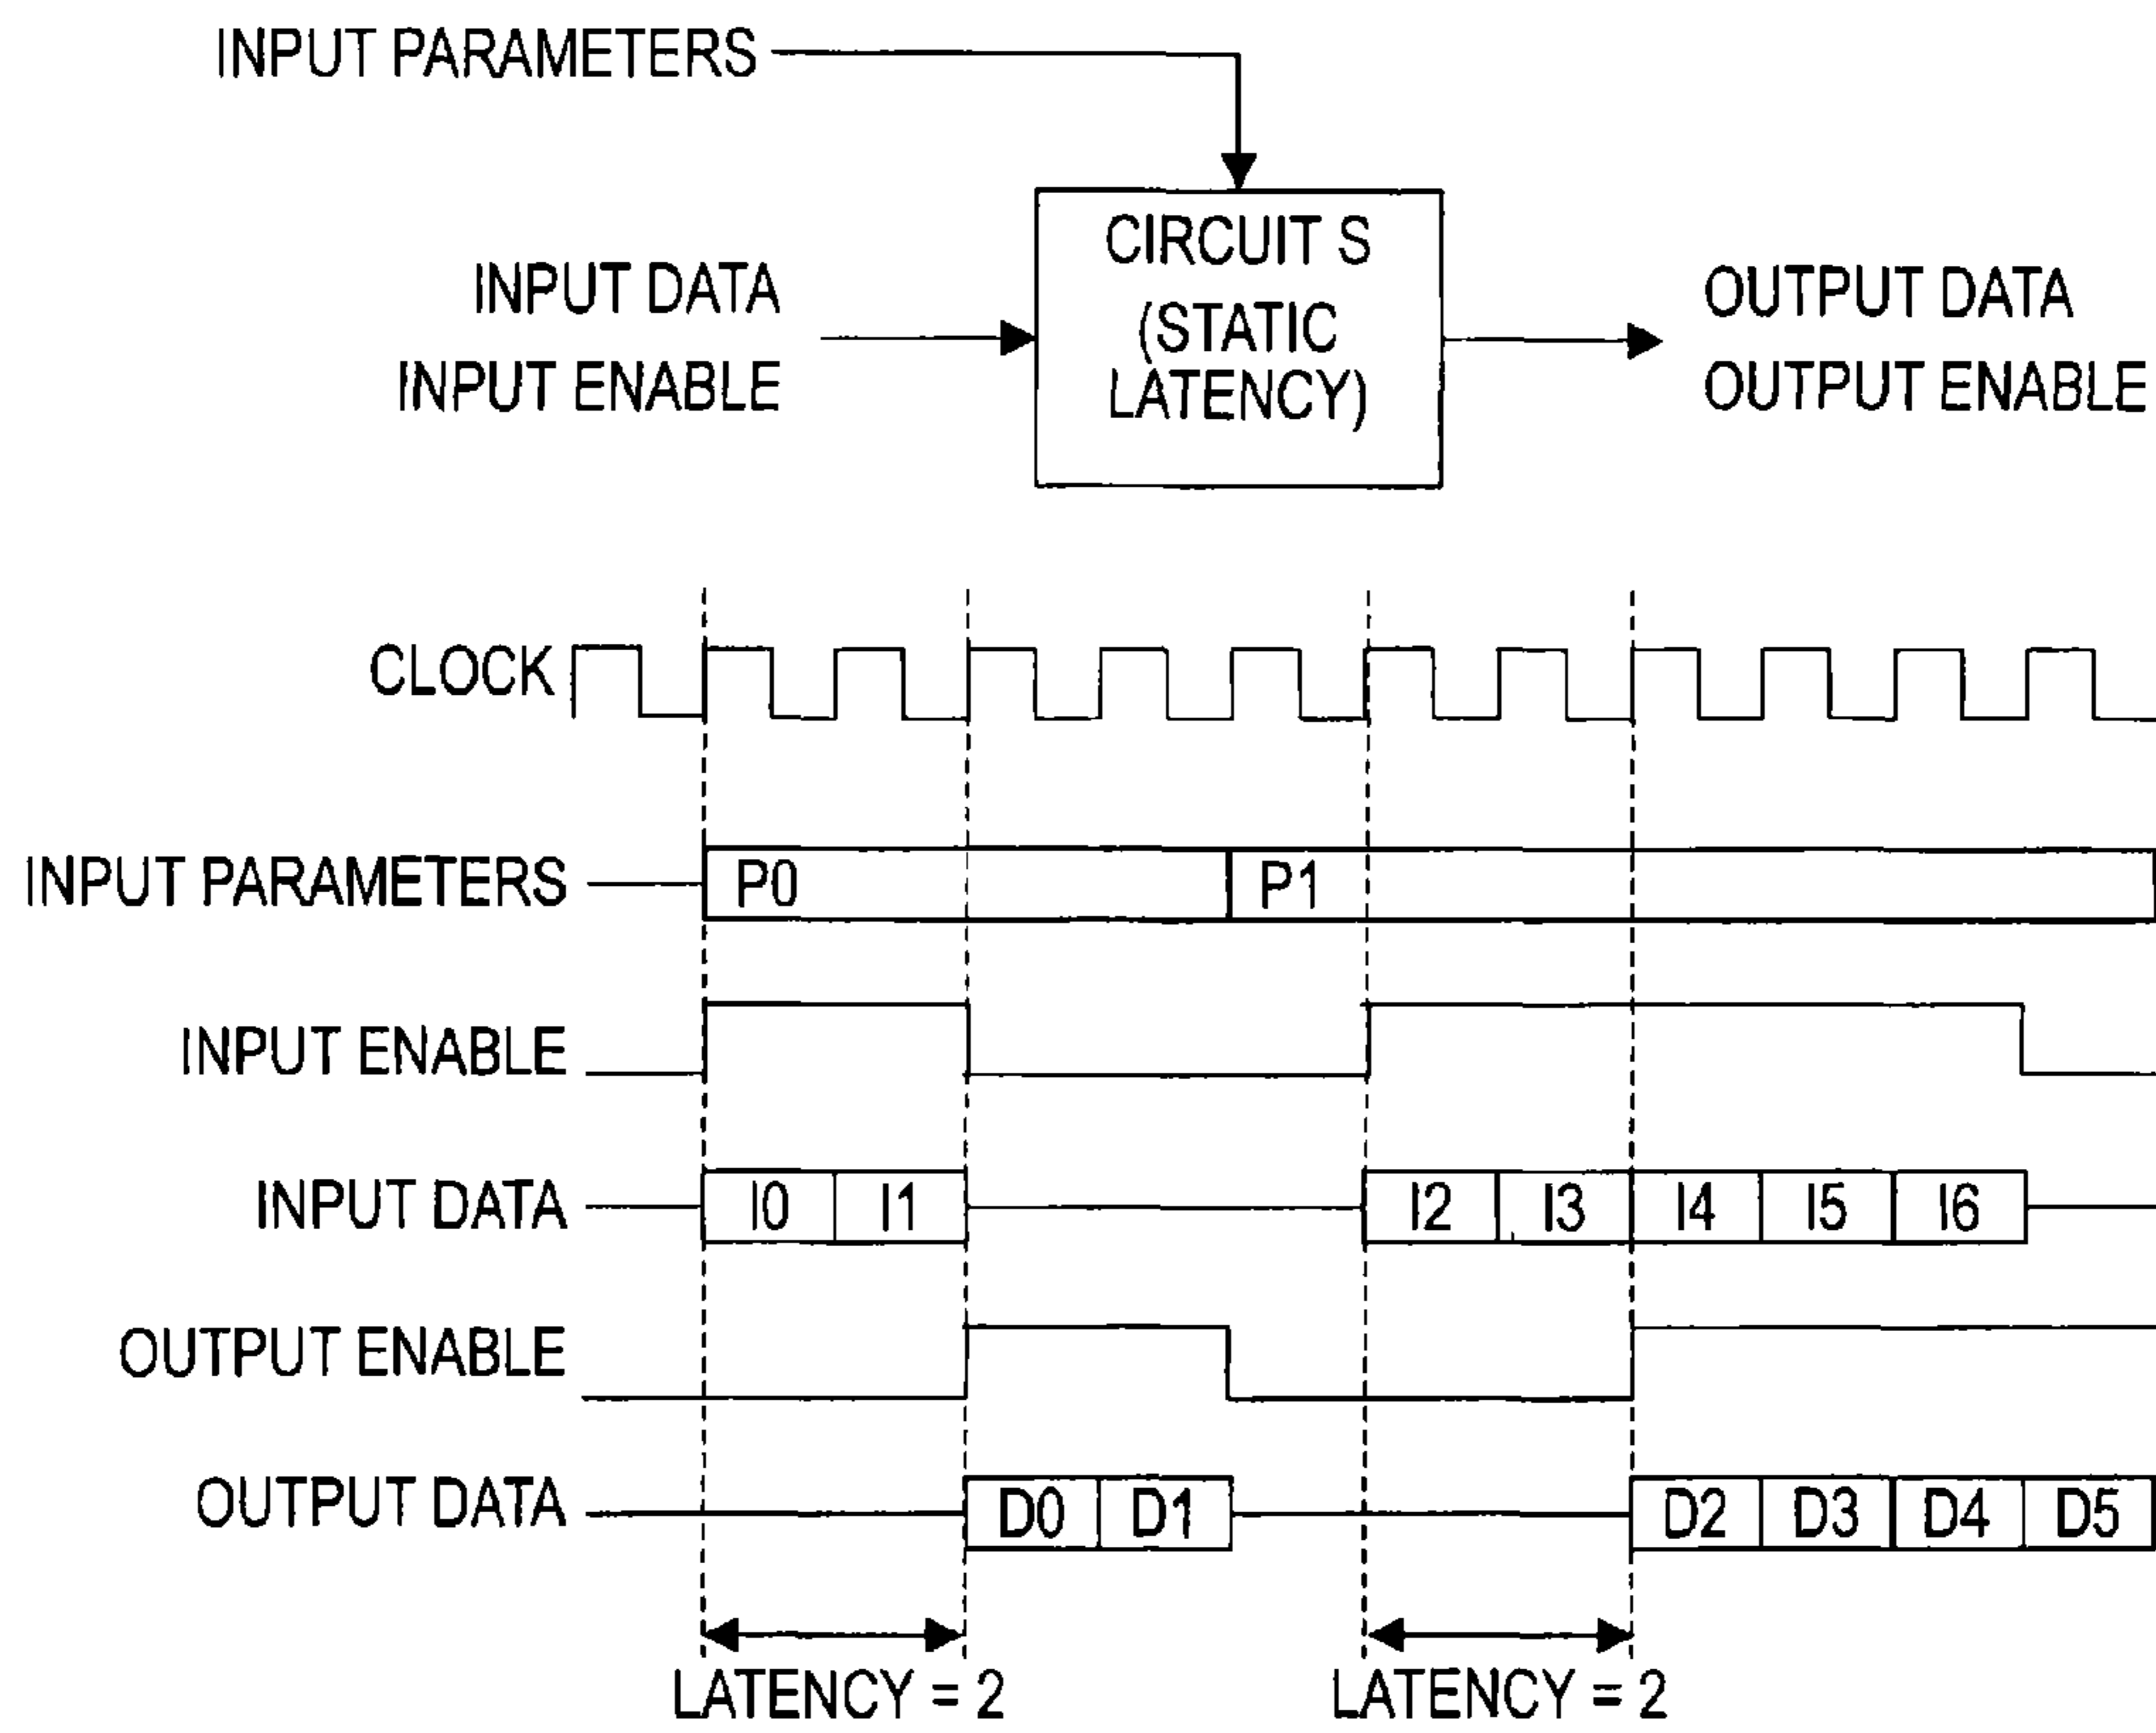 INPUT PARAMETERS
CIRCUIT S
(STATIC
LATENCY)
INPUT DATA
INPUT ENABLE
OUTPUT DATA
OUTPUT ENABLE
CLOCK
INPUT PARAMETERS P0 P1
INPUT ENABLE
INPUT DATA I0 I1 I2 I3 I4 I5 I6
OUTPUT ENABLE
OUTPUT DATA D0 D1 D2 D3 D4 D5
LATENCY = 2 LATENCY = 2